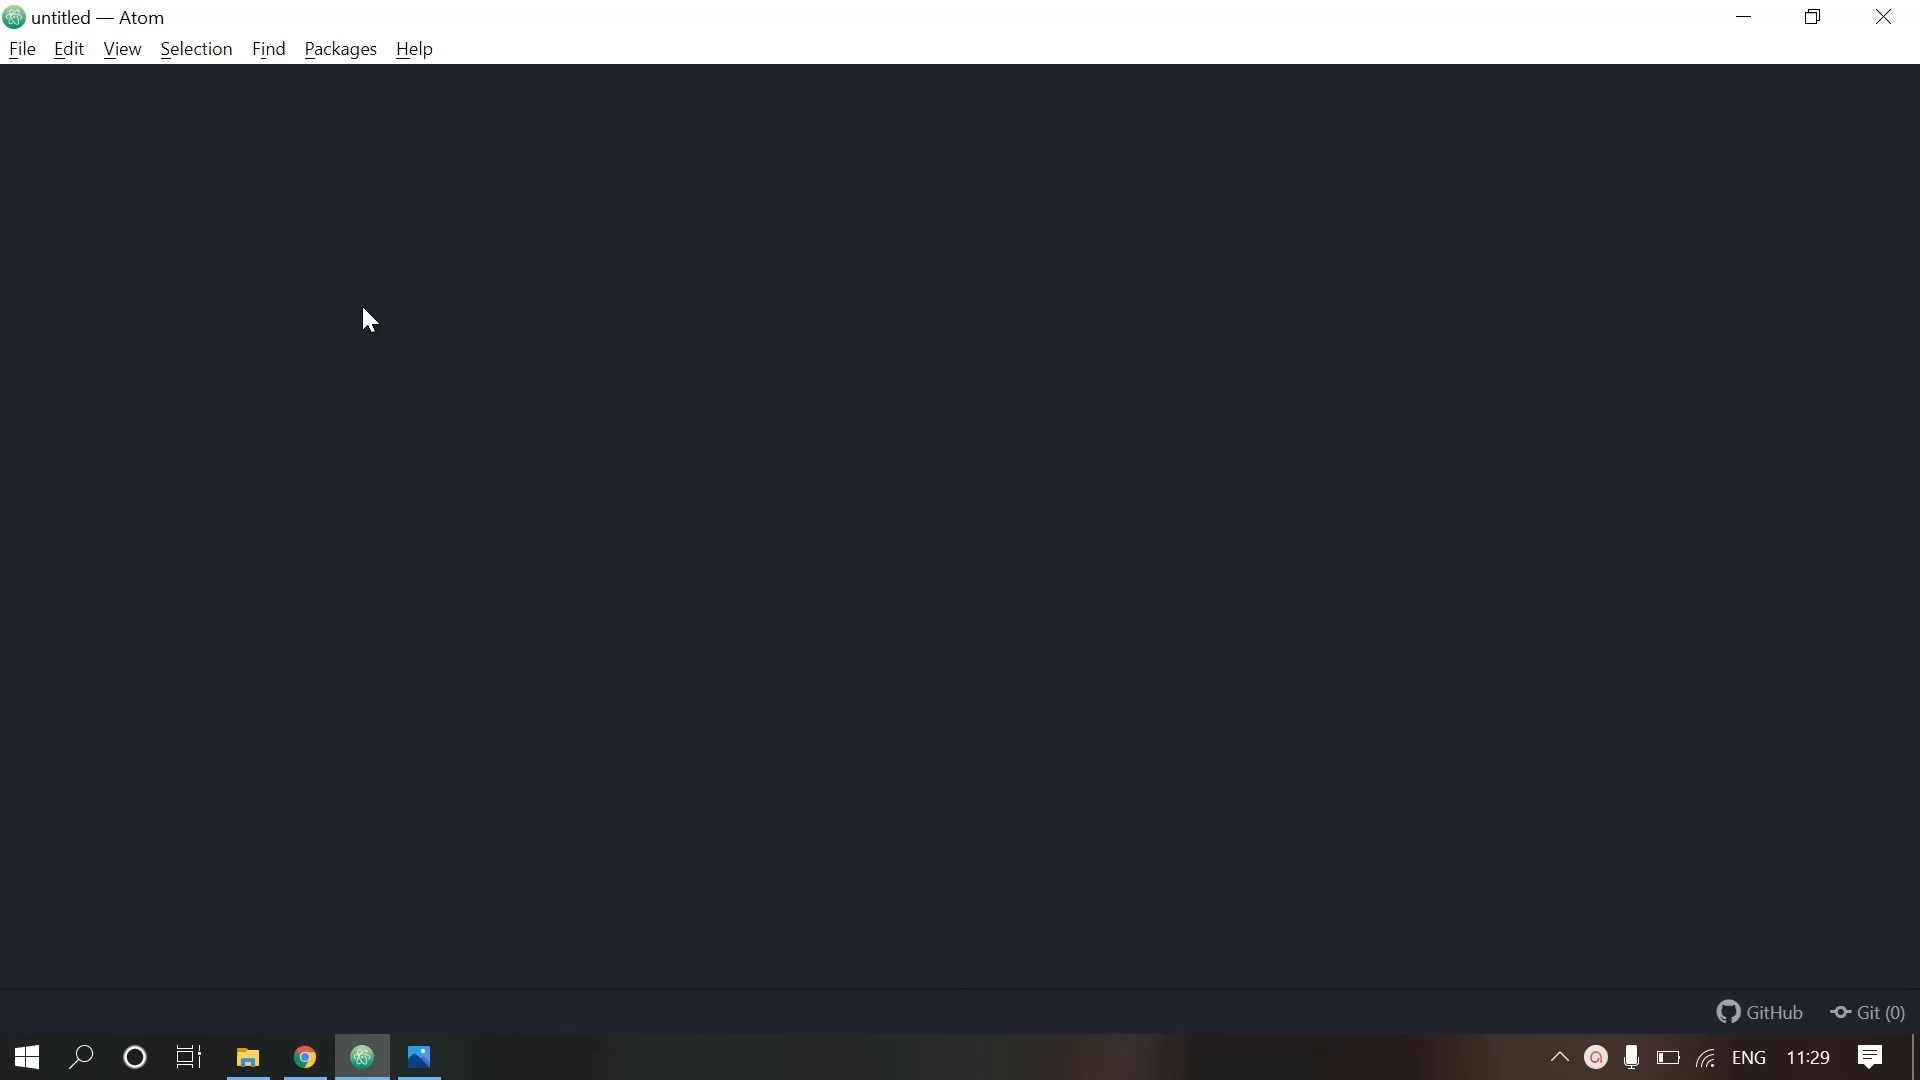 untitled — Atom
File Edit View Selection Find Packages Help
GitHub Git (0)
ENG 11:29